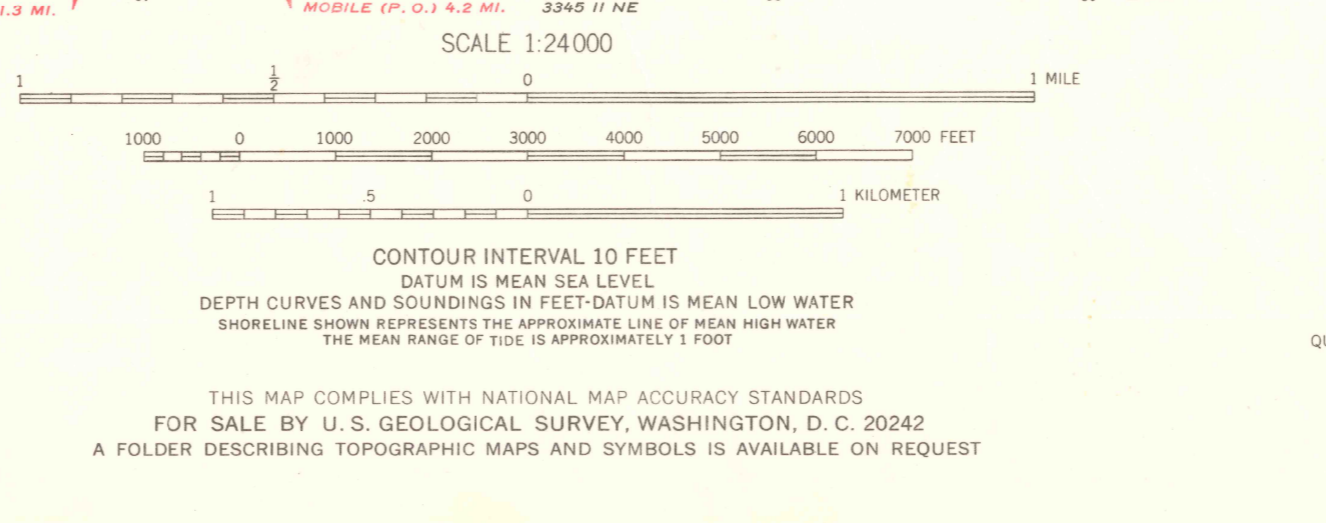 1.3 MI.
MOBILE (P. O.) 4.2 MI. 3345 II NE
SCALE 1:24000
1 1/2 0 1 MILE
1000 0 1000 2000 3000 4000 5000 6000 7000 FEET
1 .5 0 1 KILOMETER
CONTOUR INTERVAL 10 FEET
DATUM IS MEAN SEA LEVEL
DEPTH CURVES AND SOUNDINGS IN FEET-DATUM IS MEAN LOW WATER
SHORELINE SHOWN REPRESENTS THE APPROXIMATE LINE OF MEAN HIGH WATER
THE MEAN RANGE OF TIDE IS APPROXIMATELY 1 FOOT
THIS MAP COMPLIES WITH NATIONAL MAP ACCURACY STANDARDS
FOR SALE BY U. S. GEOLOGICAL SURVEY, WASHINGTON, D. C. 20242
A FOLDER DESCRIBING TOPOGRAPHIC MAPS AND SYMBOLS IS AVAILABLE ON REQUEST